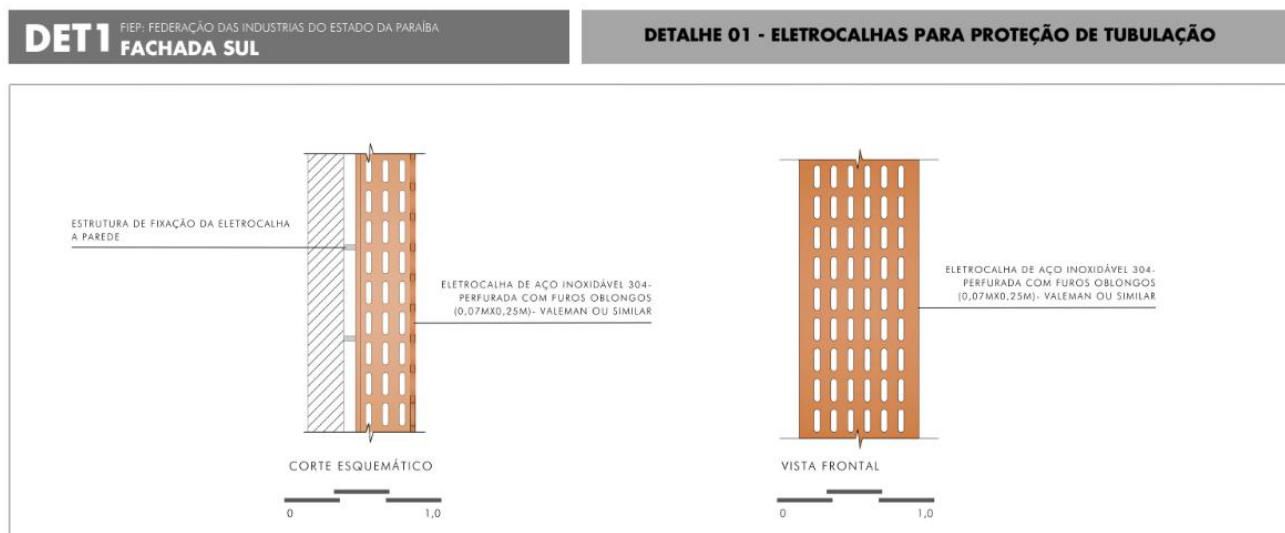 DET1
FIEP: FEDERAÇÃO DAS INDUSTRIAS DO ESTADO DA PARAÍBA
FACHADA SUL
DETALHE 01 - ELETROCALHAS PARA PROTEÇÃO DE TUBULAÇÃO
ESTRUTURA DE FIXAÇÃO DA ELETROCALHA
A PAREDE
ELETROCALHA DE AÇO INOXIDÁVEL 304-
PERFURADA COM FUROS OBLONGOS
(0,07MX0,25M)- VALEMAN OU SIMILAR
ELETROCALHA DE AÇO INOXIDÁVEL 304-
PERFURADA COM FUROS OBLONGOS
(0,07MX0,25M)- VALEMAN OU SIMILAR
CORTE ESQUEMÁTICO
0 1,0
VISTA FRONTAL
0 1,0